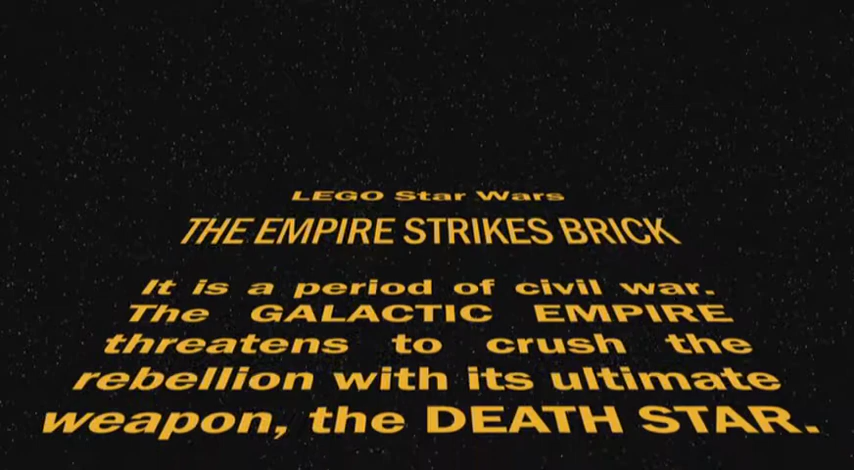 LEGO Star Wars
THE EMPIRE STRIKES BRICK
It is a period of civil war.
The GALACTIC EMPIRE
threatens to crush the
rebellion with its ultimate
weapon, the DEATH STAR.